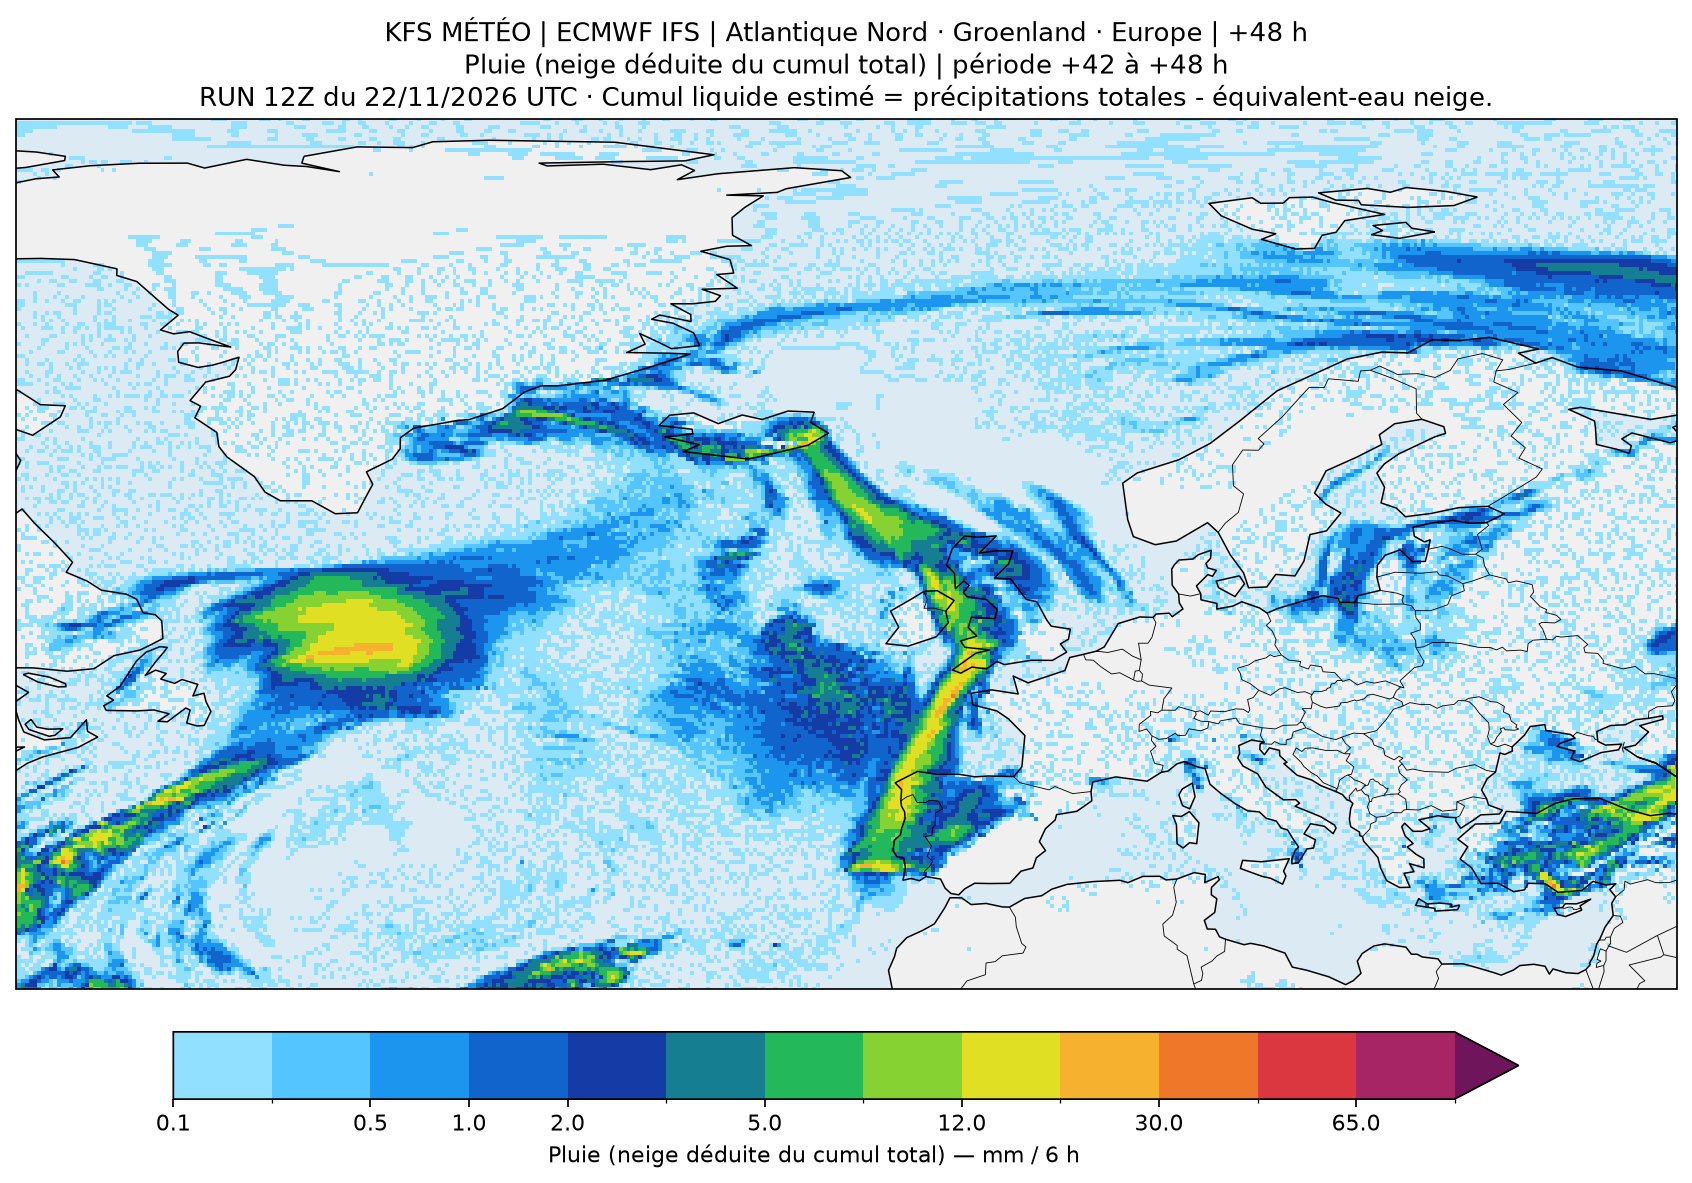 KFS MÉTÉO | ECMWF IFS | Atlantique Nord · Groenland · Europe | +48 h
Pluie (neige déduite du cumul total) | période +42 à +48 h
RUN 12Z du 22/11/2026 UTC · Cumul liquide estimé = précipitations totales - équivalent-eau neige.
0.1 0.5 1.0 2.0 5.0 12.0 30.0 65.0
Pluie (neige déduite du cumul total) — mm / 6 h